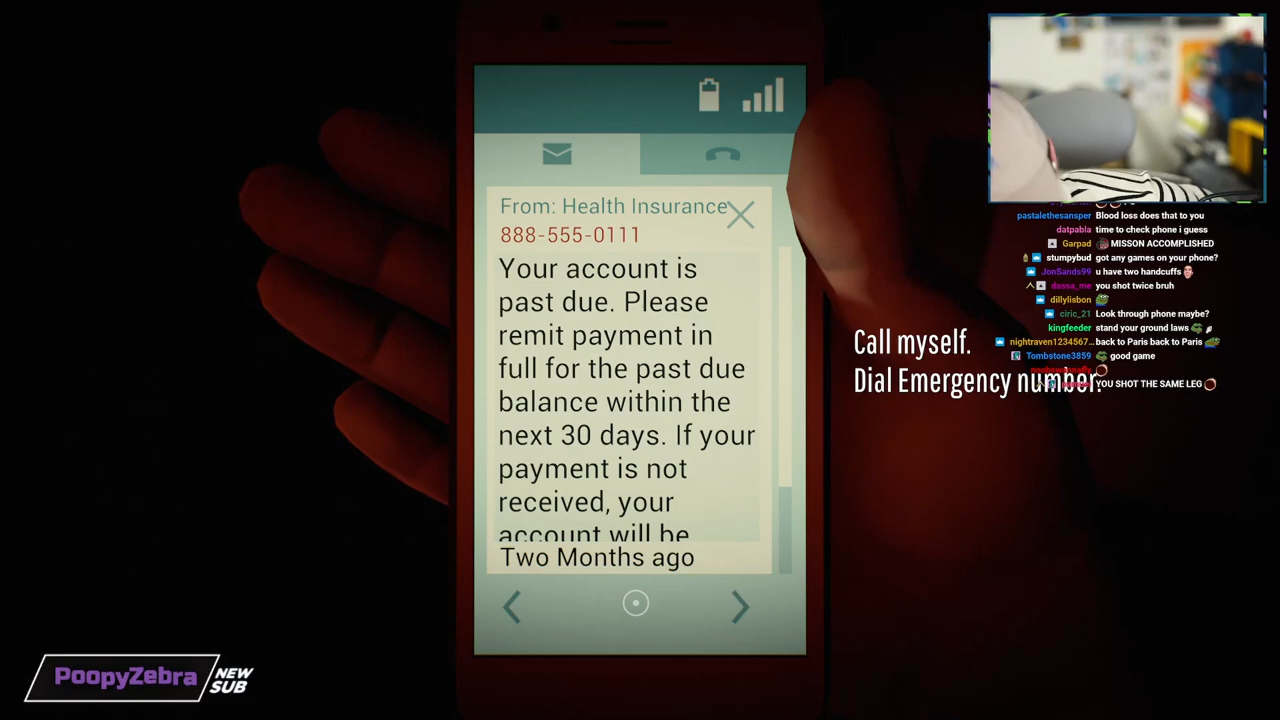 From: Health Insurance
888-555-0111
Your account is
past due. Please
remit payment in
full for the past due
balance within the
next 30 days. If your
payment is not
received, your
account will be
Two Months ago
Call myself.
Dial Emergency number.
pastalethesansper Blood loss does that to you
datpabla time to check phone i guess
Garpad MISSON ACCOMPLISHED
stumpybud got any games on your phone?
JonSands99 u have two handcuffs
dassa_me you shot twice bruh
dillylisbon
ciric_21 Look through phone maybe?
kingfeeder stand your ground laws
nightraven1234567... back to Paris back to Paris
Tombstone3859 good game
YOU SHOT THE SAME LEG
PoopyZebra
NEW
SUB